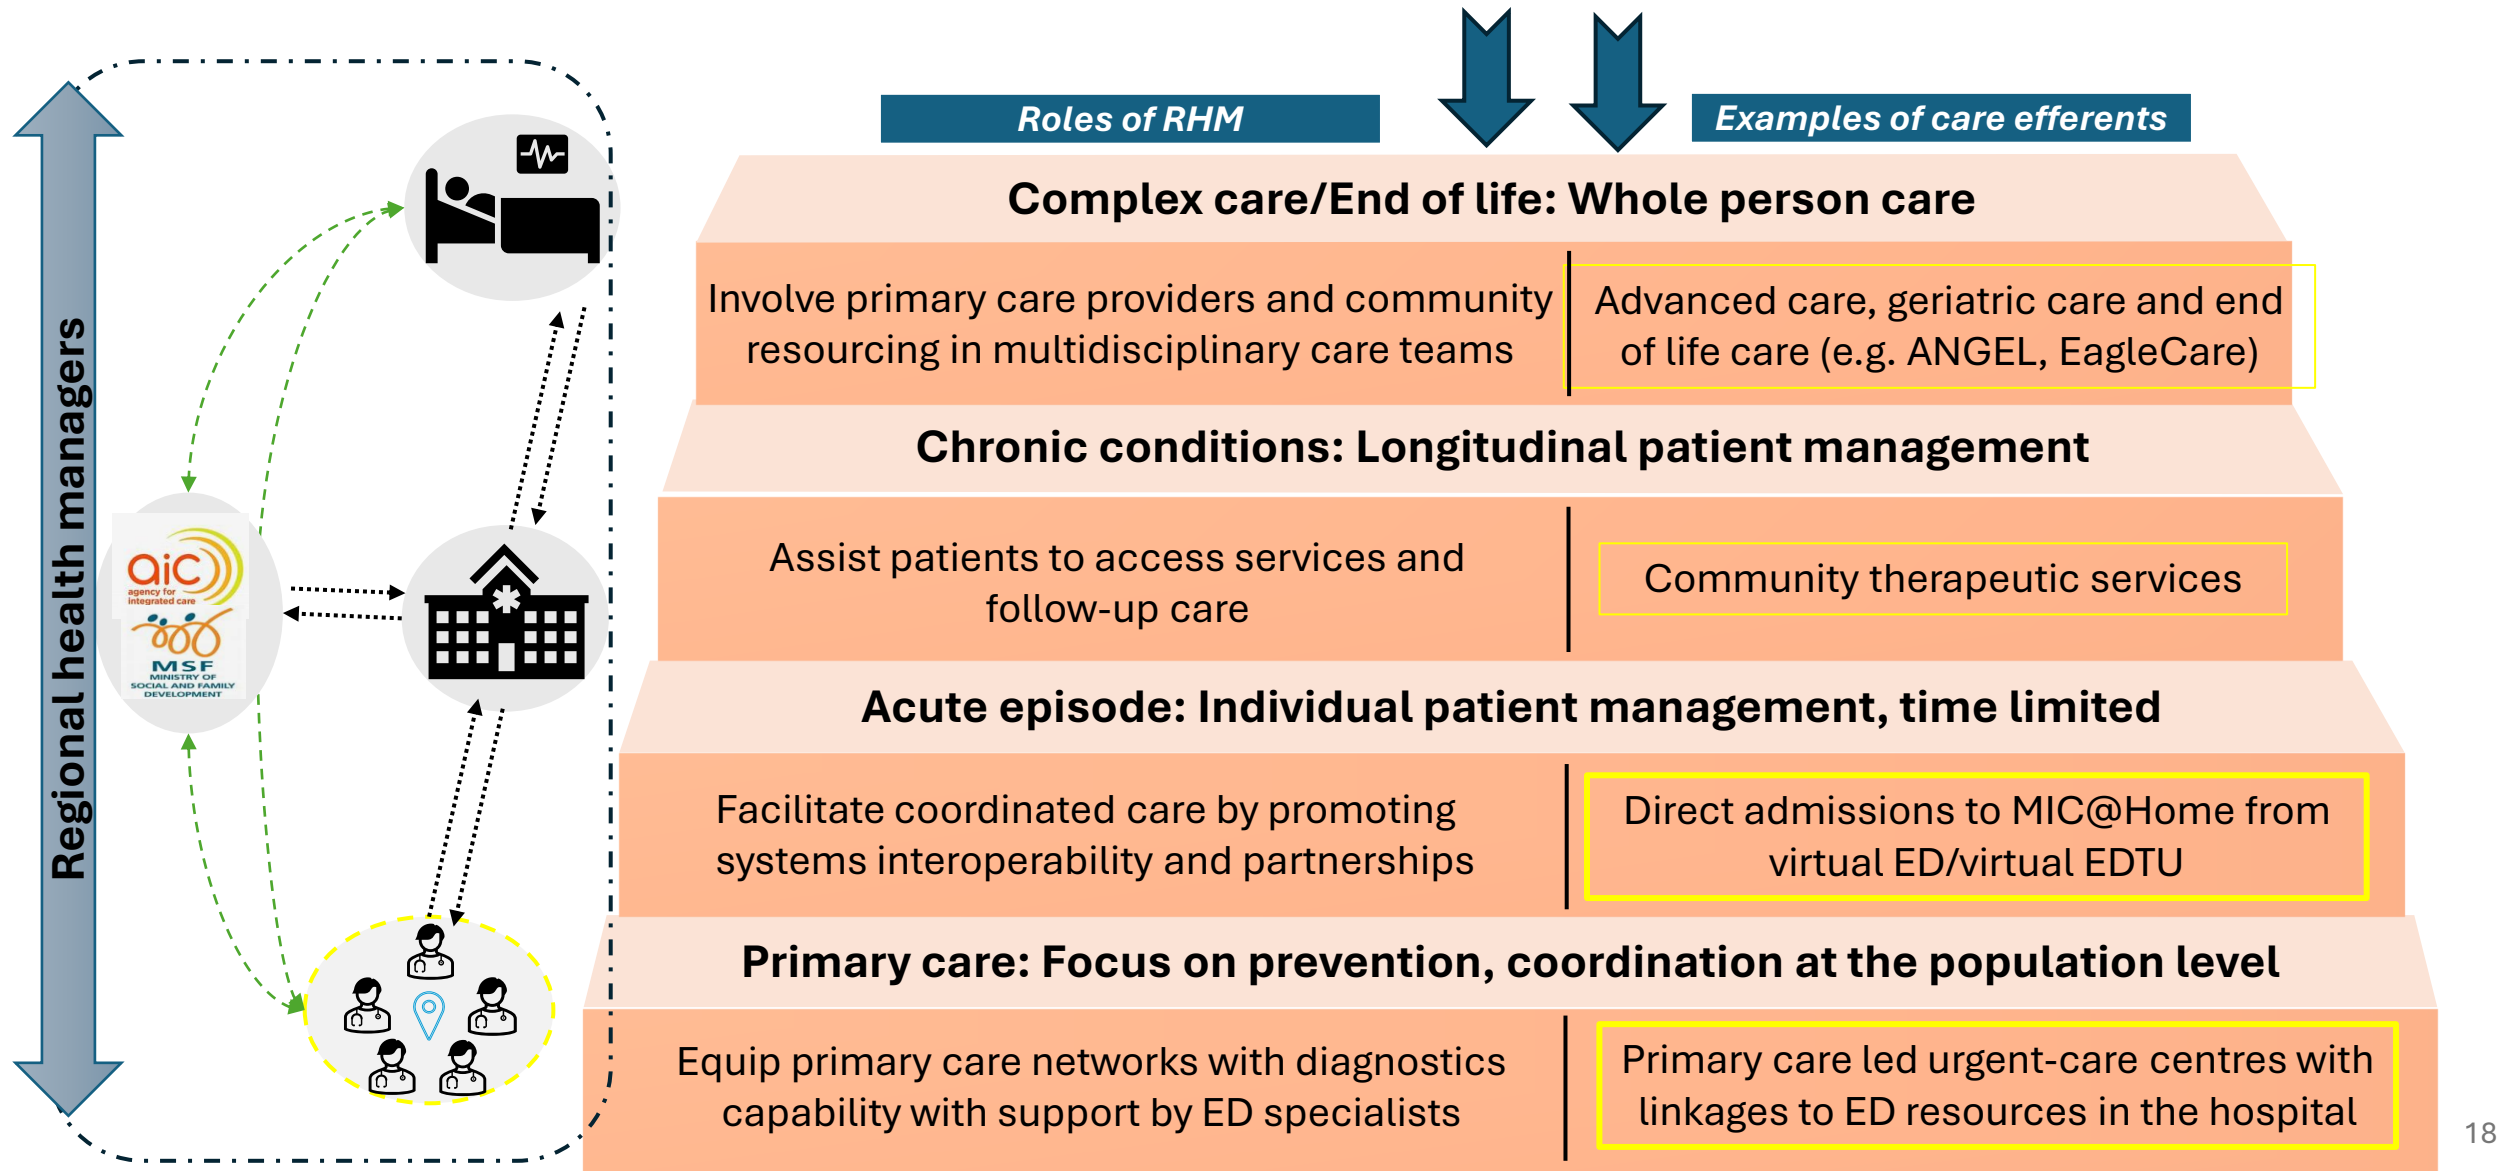 Regional health managers
aic
agency for
integrated care
MSF
MINISTRY OF
SOCIAL AND FAMILY
DEVELOPMENT
Roles of RHM
Examples of care efferents
Complex care/End of life: Whole person care
Involve primary care providers and community
resourcing in multidisciplinary care teams
Advanced care, geriatric care and end
of life care (e.g. ANGEL, EagleCare)
Chronic conditions: Longitudinal patient management
Assist patients to access services and
follow-up care
Community therapeutic services
Acute episode: Individual patient management, time limited
Facilitate coordinated care by promoting
systems interoperability and partnerships
Direct admissions to MIC@Home from
virtual ED/virtual EDTU
Primary care: Focus on prevention, coordination at the population level
Equip primary care networks with diagnostics
capability with support by ED specialists
Primary care led urgent-care centres with
linkages to ED resources in the hospital
18